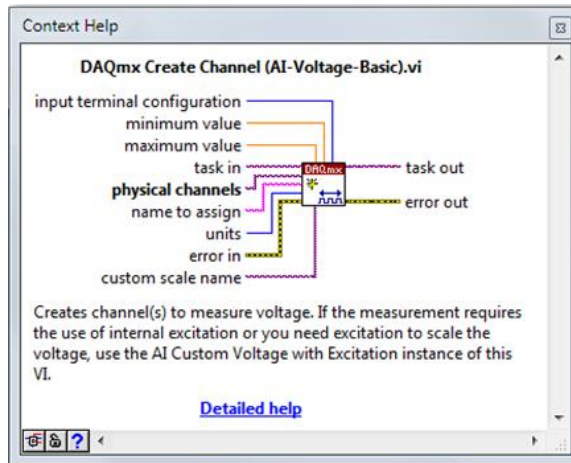 Context Help
DAQmx Create Channel (AI-Voltage-Basic).vi
input terminal configuration
minimum value
maximum value
task in
DAQmx
task out
physical channels
name to assign
error out
units
error in
custom scale name
Creates channel(s) to measure voltage. If the measurement requires
the use of internal excitation or you need excitation to scale the
voltage, use the AI Custom Voltage with Excitation instance of this
VI.
Detailed help
?